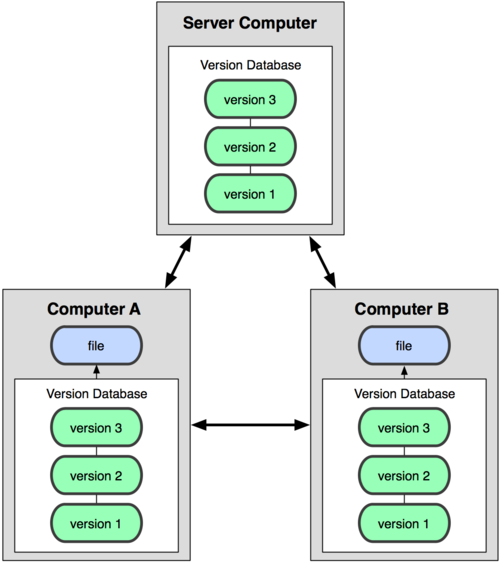 Server Computer
Version Database
version 3
version 2
version 1
Computer A
file
Version Database
version 3
version 2
version 1
Computer B
file
Version Database
version 3
version 2
version 1